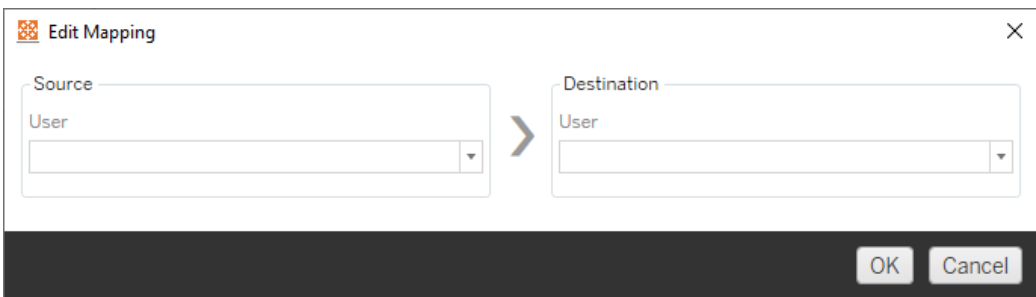 Edit Mapping
Source
User
Destination
User
OK
Cancel